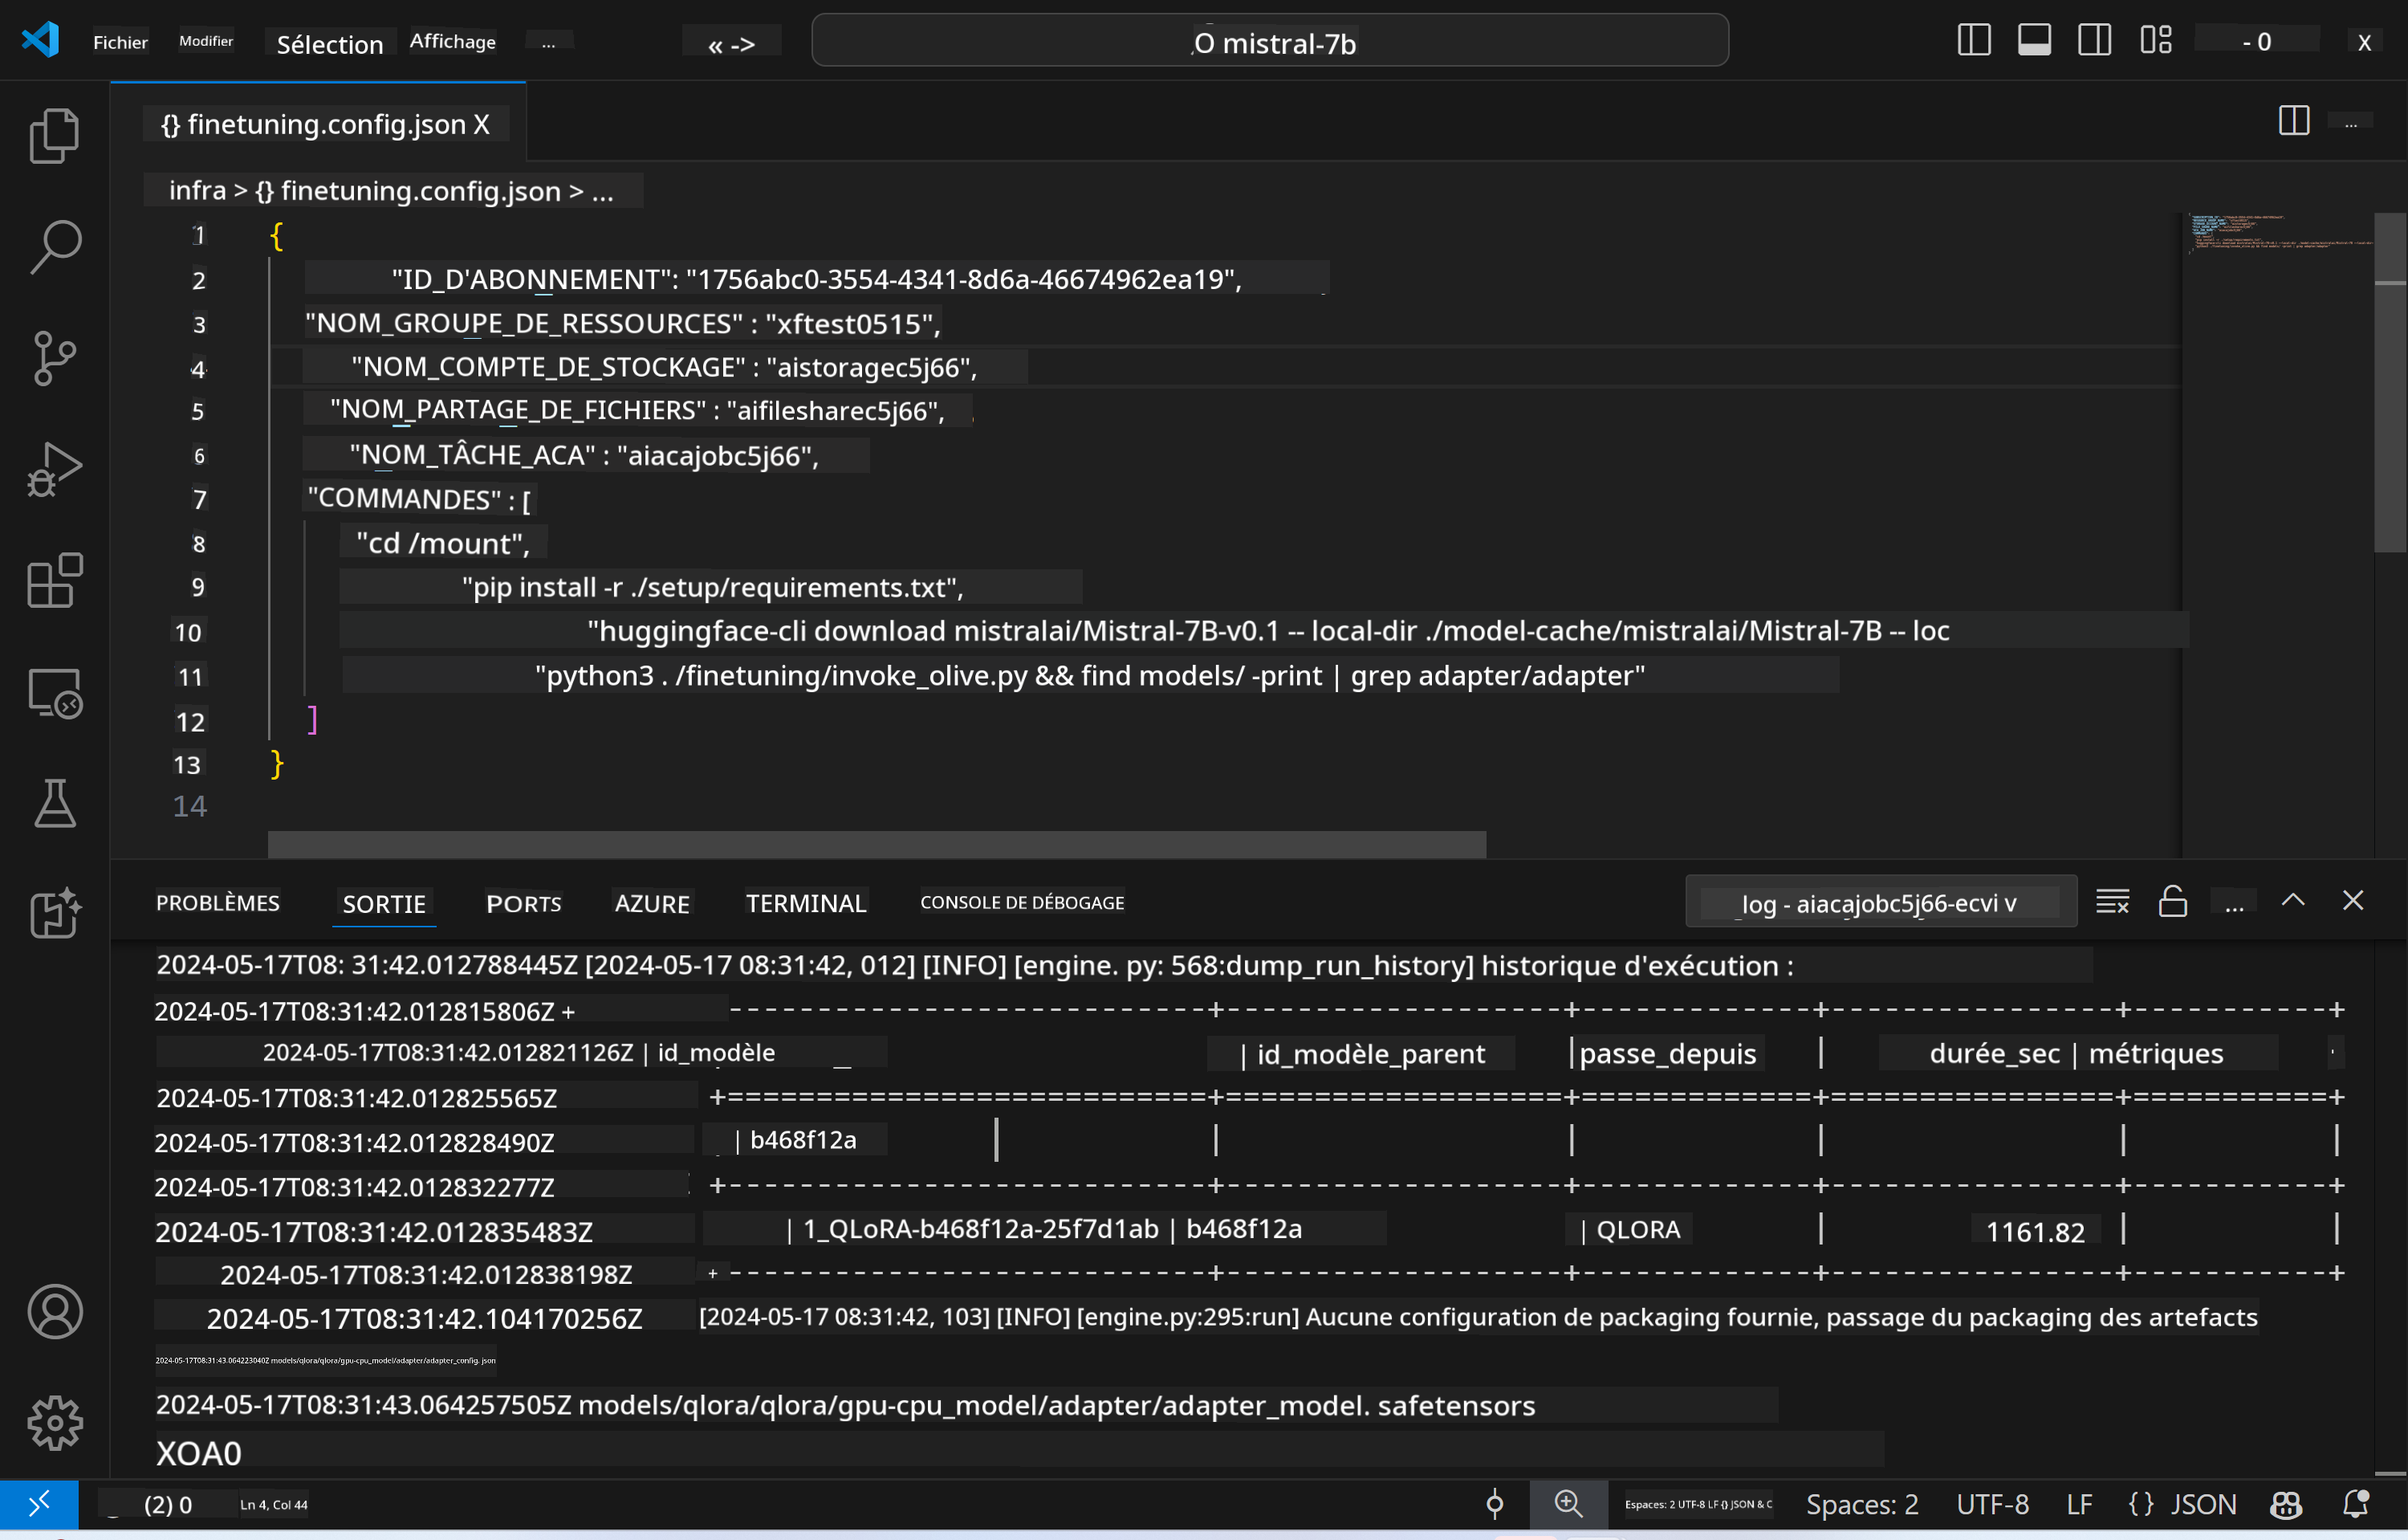 Fichier Modifier Sélection Affichage ... « -> O mistral-7b - 0 X
{} finetuning.config.json X ...
infra > {} finetuning.config.json > ...
1 {
2 "ID_D'ABONNEMENT": "1756abc0-3554-4341-8d6a-46674962ea19",
3 "NOM_GROUPE_DE_RESSOURCES" : "xftest0515",
4 "NOM_COMPTE_DE_STOCKAGE" : "aistoragec5j66",
5 "NOM_PARTAGE_DE_FICHIERS" : "aifilesharec5j66",
6 "NOM_TÂCHE_ACA" : "aiacajobc5j66",
7 "COMMANDES" : [
8 "cd /mount",
9 "pip install -r ./setup/requirements.txt",
10 "huggingface-cli download mistralai/Mistral-7B-v0.1 -- local-dir ./model-cache/mistralai/Mistral-7B -- loc
11 "python3 . /finetuning/invoke_olive.py && find models/ -print | grep adapter/adapter"
12 ]
13 }
14
PROBLÈMES SORTIE PORTS AZURE TERMINAL CONSOLE DE DÉBOGAGE _log - aiacajobc5j66-ecvi v ...
2024-05-17T08: 31:42.012788445Z [2024-05-17 08:31:42, 012] [INFO] [engine. py: 568:dump_run_history] historique d'exécution :
2024-05-17T08:31:42.012815806Z + ---------------------------+-------------------+-------------+----------------+-----------+
2024-05-17T08:31:42.012821126Z | id_modèle | id_modèle_parent | passe_depuis | durée_sec | métriques
2024-05-17T08:31:42.012825565Z +===========================+===================+=============+================+===========+
2024-05-17T08:31:42.012828490Z | b468f12a | | | | | |
2024-05-17T08:31:42.012832277Z +---------------------------+-------------------+-------------+----------------+-----------+
2024-05-17T08:31:42.012835483Z | 1_QLoRA-b468f12a-25f7d1ab | b468f12a | QLORA | 1161.82 | |
2024-05-17T08:31:42.012838198Z + ---------------------------+-------------------+-------------+----------------+-----------+
2024-05-17T08:31:42.104170256Z [2024-05-17 08:31:42, 103] [INFO] [engine.py:295:run] Aucune configuration de packaging fournie, passage du packaging des artefacts
2024-05-17T08:31:43.064223040Z models/qlora/qlora/gpu-cpu_model/adapter/adapter_config. json
2024-05-17T08:31:43.064257505Z models/qlora/qlora/gpu-cpu_model/adapter/adapter_model. safetensors
XOA0
(2) 0 Ln 4, Col 44 Espaces: 2 UTF-8 LF {} JSON & C Spaces: 2 UTF-8 LF {} JSON